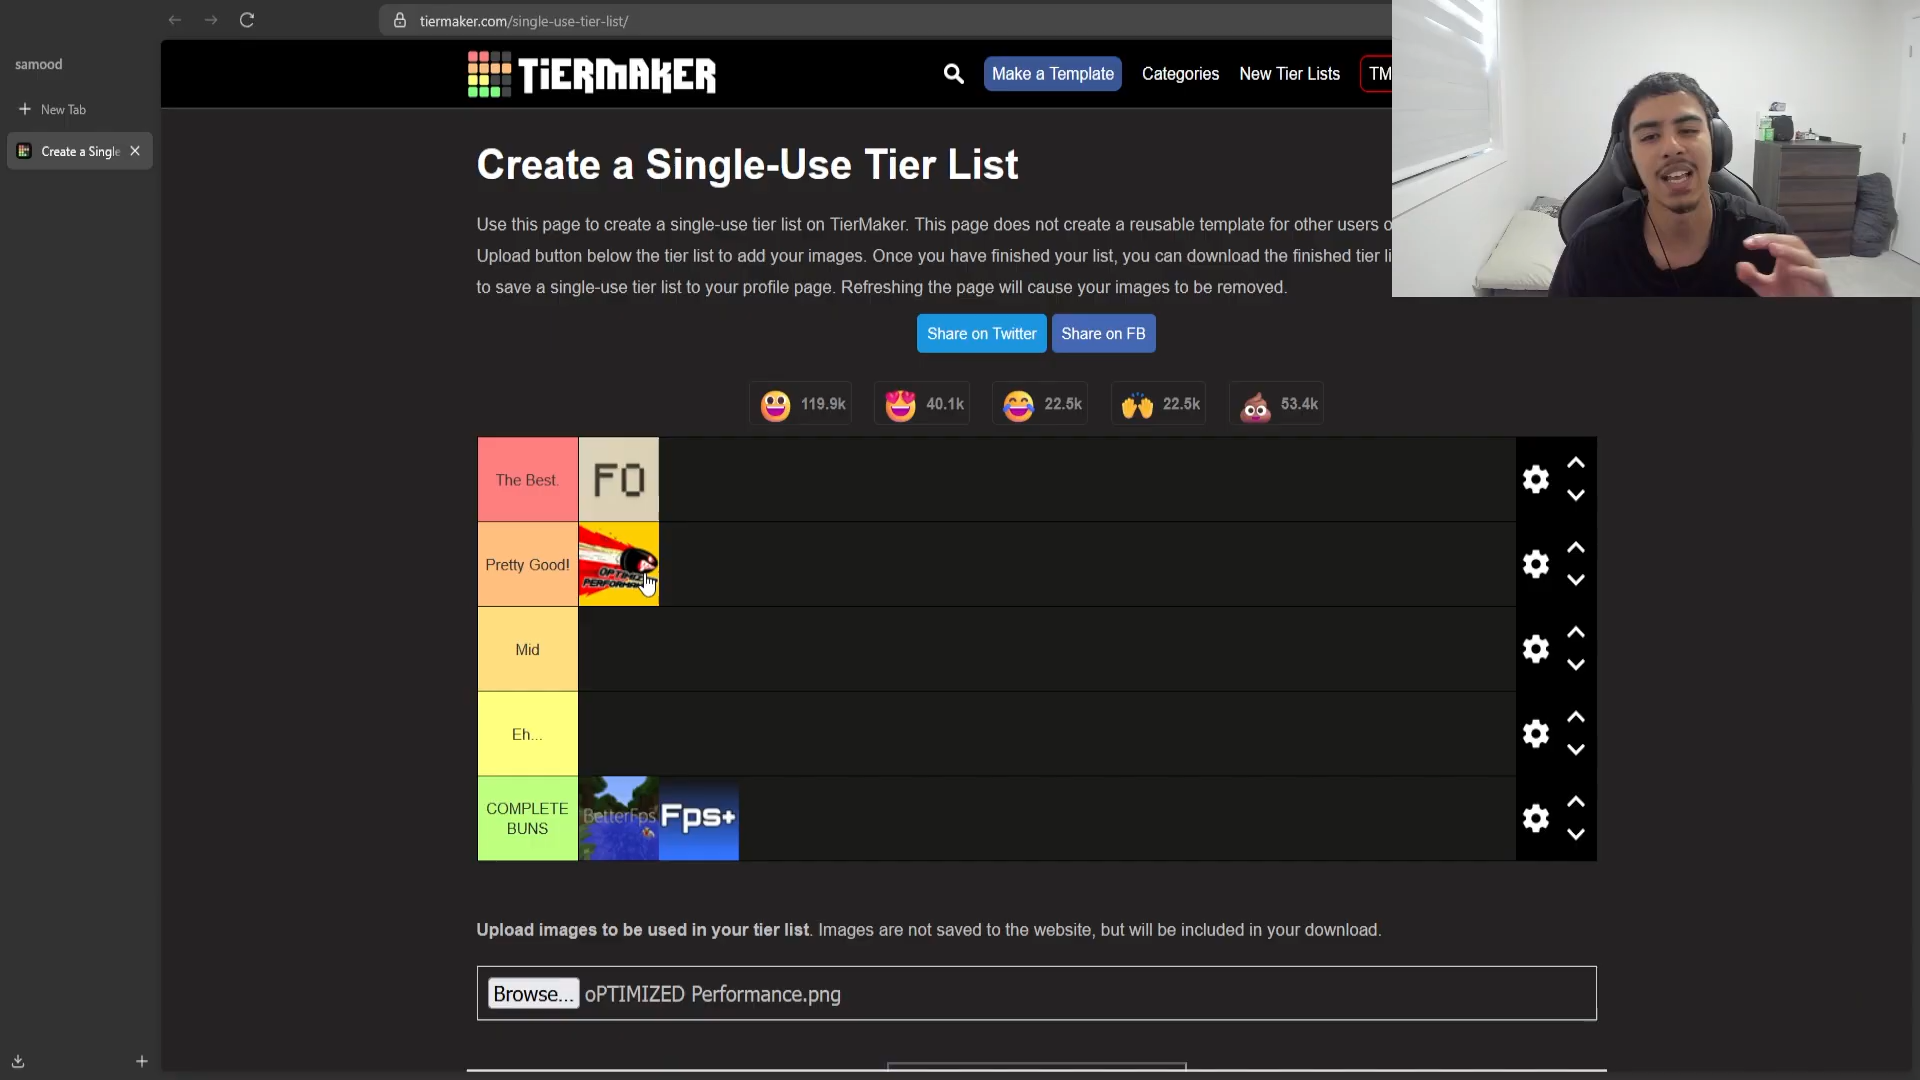 tiermaker.com/single-use-tier-list/
samood
New Tab
Create a Single
TiERMAKER
Make a Template
Categories
New Tier Lists
TM
Create a Single-Use Tier List
Use this page to create a single-use tier list on TierMaker. This page does not create a reusable template for other users o
Upload button below the tier list to add your images. Once you have finished your list, you can download the finished tier li
to save a single-use tier list to your profile page. Refreshing the page will cause your images to be removed.
Share on Twitter
Share on FB
119.9k
40.1k
22.5k
22.5k
53.4k
The Best.
FO
Pretty Good!
Mid
Eh...
COMPLETE
BUNS
BetterFps
Fps+
Upload images to be used in your tier list. Images are not saved to the website, but will be included in your download.
Browse... oPTIMIZED Performance.png